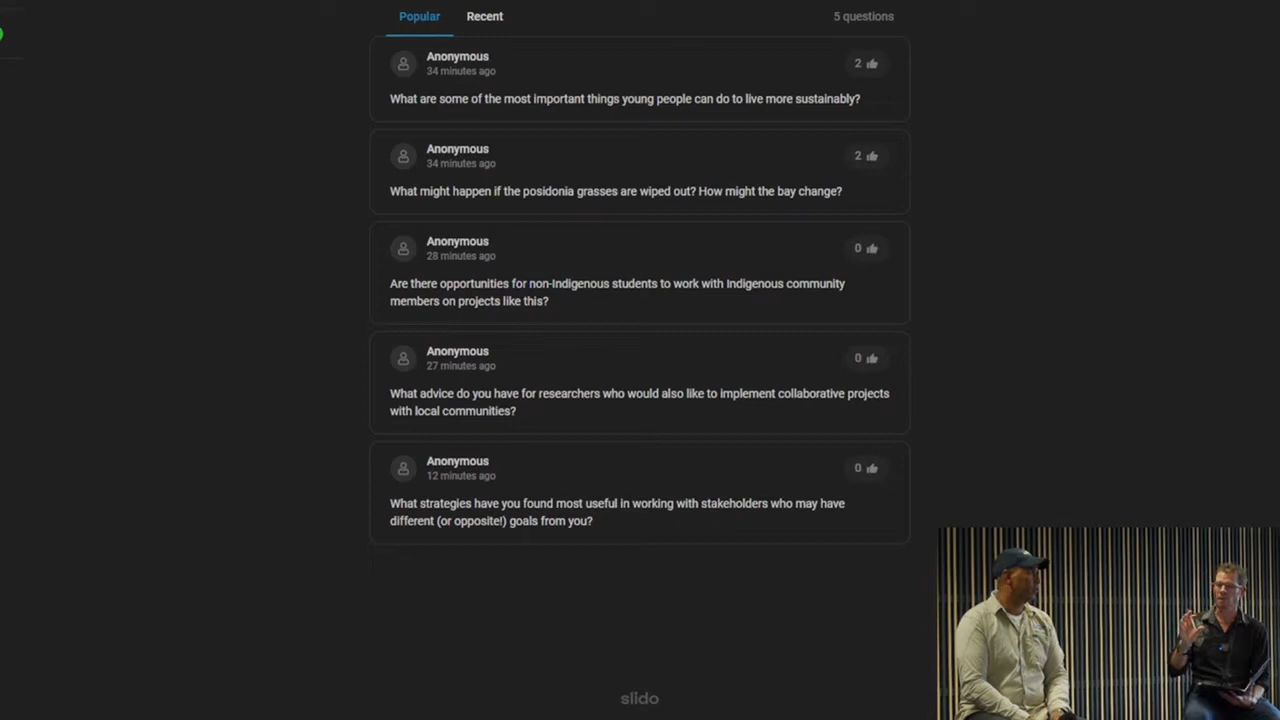 Popular
Recent
5 questions
Anonymous
34 minutes ago
2
What are some of the most important things young people can do to live more sustainably?
Anonymous
34 minutes ago
2
What might happen if the posidonia grasses are wiped out? How might the bay change?
Anonymous
28 minutes ago
0
Are there opportunities for non-Indigenous students to work with Indigenous community
members on projects like this?
Anonymous
27 minutes ago
0
What advice do you have for researchers who would also like to implement collaborative projects
with local communities?
Anonymous
12 minutes ago
0
What strategies have you found most useful in working with stakeholders who may have
different (or opposite!) goals from you?
slido